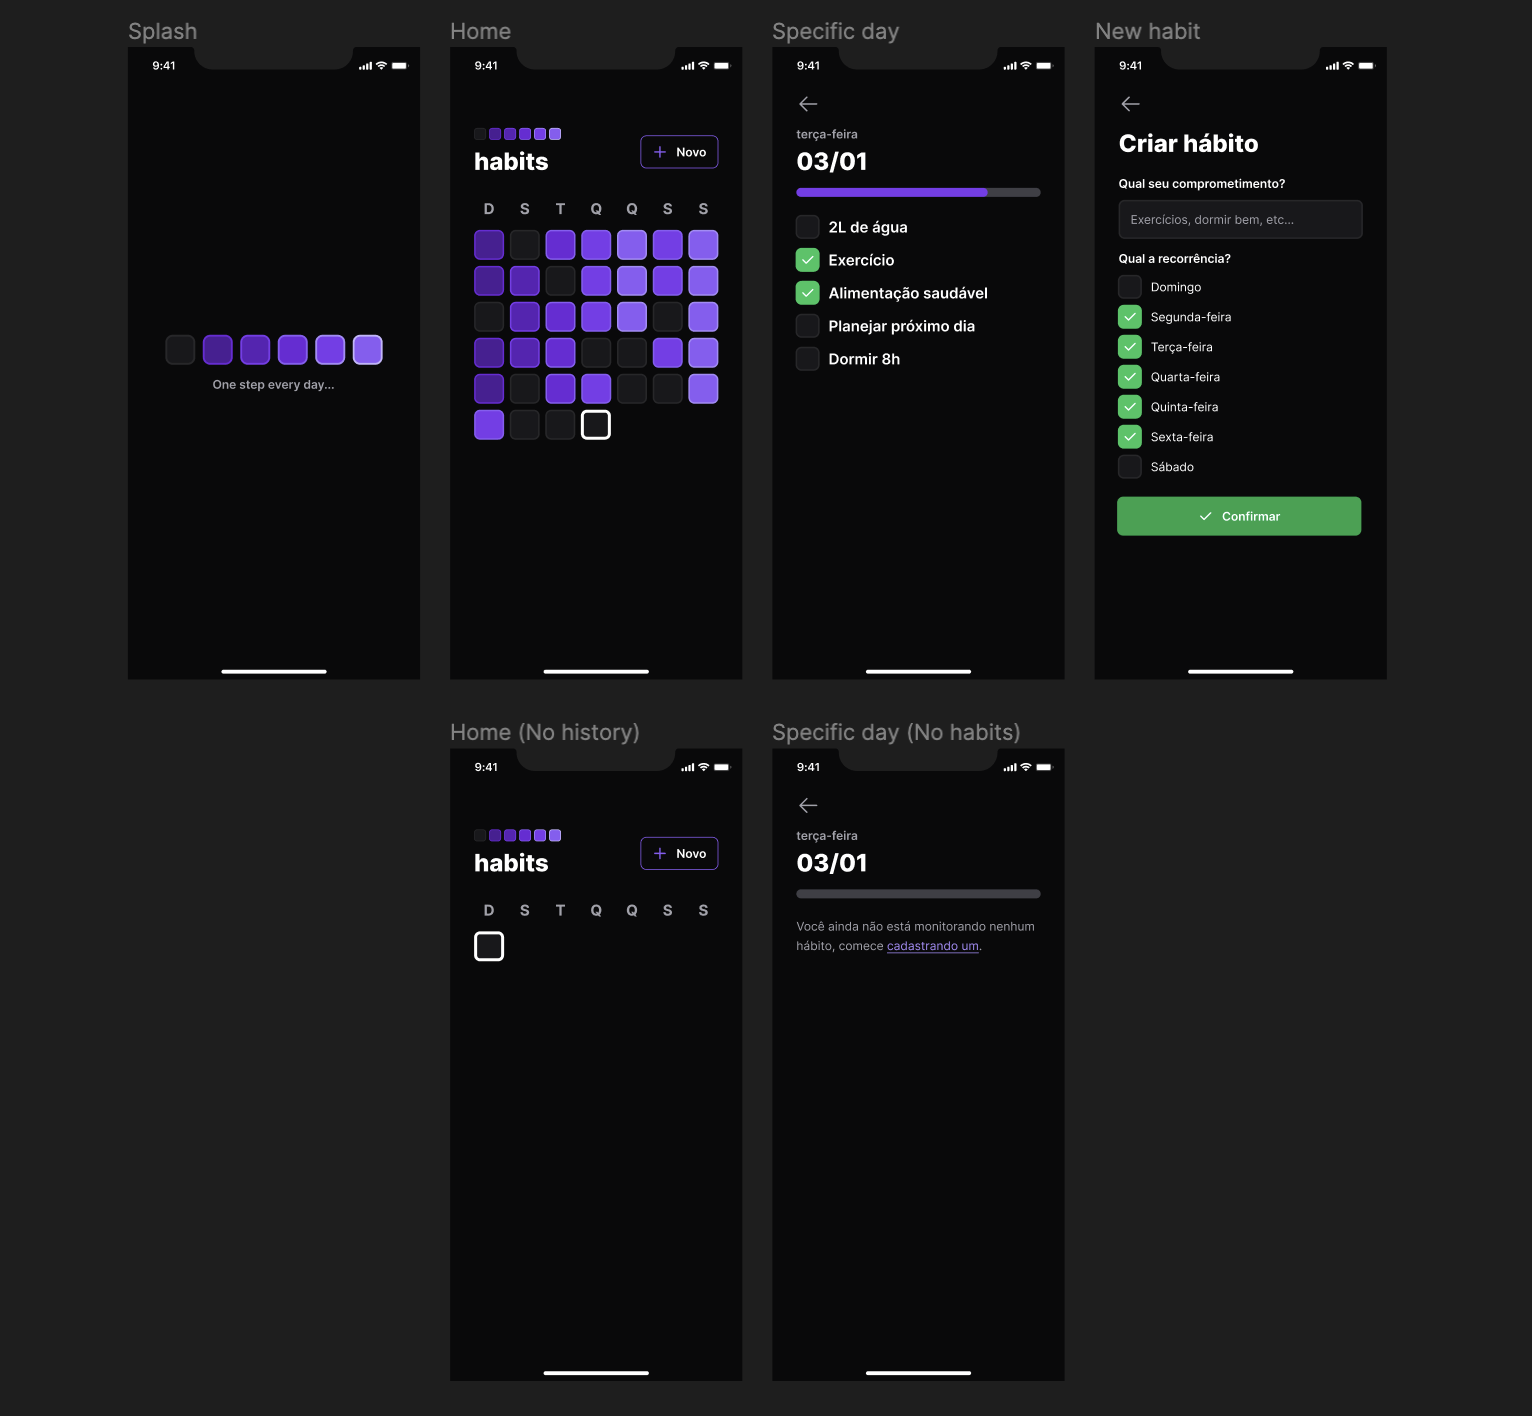 Splash
9:41
One step every day...
Home
9:41
habits
Novo
D S T Q Q S S
Specific day
9:41
terça-feira
03/01
2L de água
Exercício
Alimentação saudável
Planejar próximo dia
Dormir 8h
New habit
9:41
Criar hábito
Qual seu comprometimento?
Exercícios, dormir bem, etc...
Qual a recorrência?
Domingo
Segunda-feira
Terça-feira
Quarta-feira
Quinta-feira
Sexta-feira
Sábado
Confirmar
Home (No history)
9:41
habits
Novo
D S T Q Q S S
Specific day (No habits)
9:41
terça-feira
03/01
Você ainda não está monitorando nenhum
hábito, comece cadastrando um.